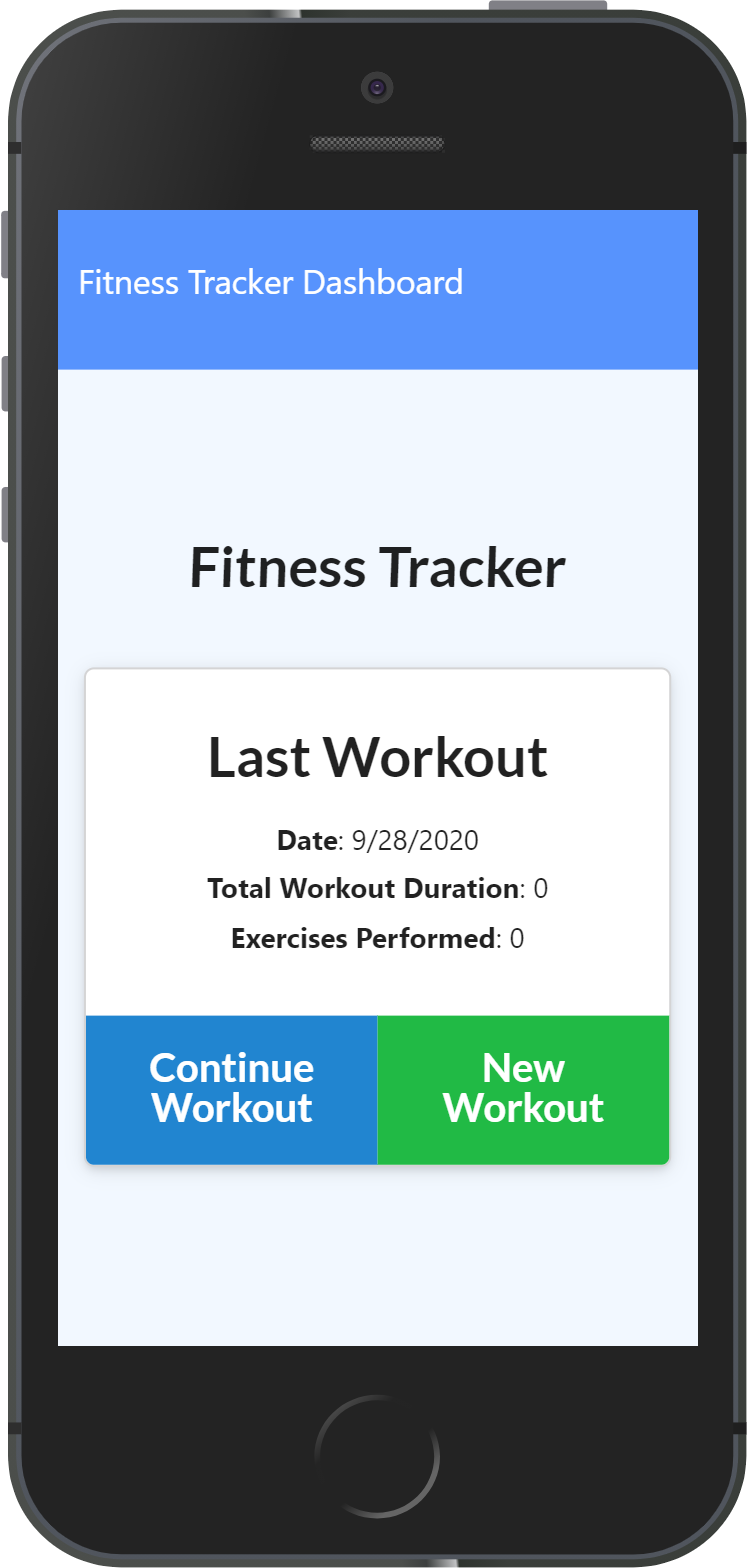 Fitness Tracker Dashboard
Fitness Tracker
Last Workout
Date: 9/28/2020
Total Workout Duration: 0
Exercises Performed: 0
Continue
Workout
New
Workout